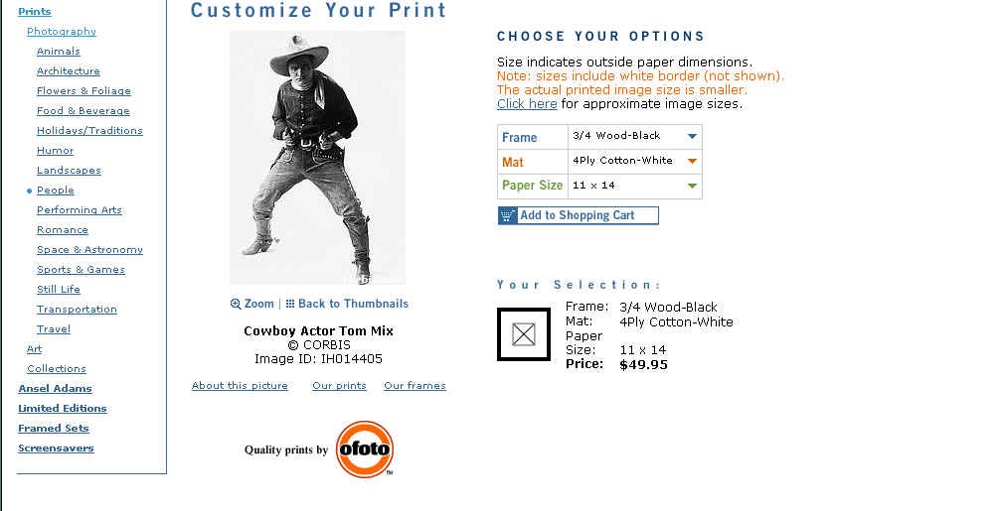 Prints
Photography
Animals
Architecture
Flowers & Foliage
Food & Beverage
Holidays/Traditions
Humor
Landscapes
People
Performing Arts
Romance
Space & Astronomy
Sports & Games
Still Life
Transportation
Travel
Art
Collections
Ansel Adams
Limited Editions
Framed Sets
Screensavers
Customize Your Print
Zoom | Back to Thumbnails
Cowboy Actor Tom Mix
© CORBIS
Image ID: IH014405
About this picture Our prints Our frames
Quality prints by ofoto TM
CHOOSE YOUR OPTIONS
Size indicates outside paper dimensions.
Note: sizes include white border (not shown).
The actual printed image size is smaller.
Click here for approximate image sizes.
Frame 3/4 Wood-Black
Mat 4Ply Cotton-White
Paper Size 11 x 14
Add to Shopping Cart
Your Selection:
Frame: 3/4 Wood-Black
Mat: 4Ply Cotton-White
Paper
Size: 11 x 14
Price: $49.95